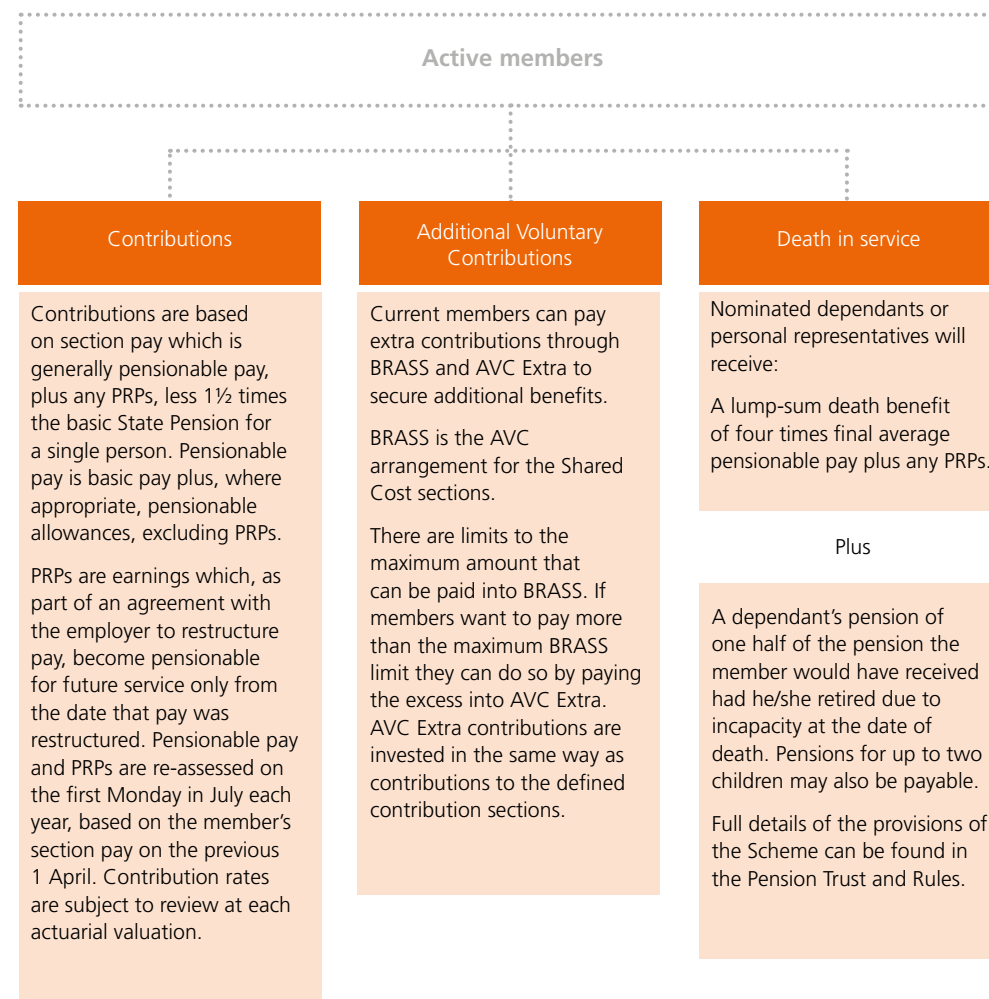 Active members
Contributions
Contributions are based
on section pay which is
generally pensionable pay,
plus any PRPs, less 1½ times
the basic State Pension for
a single person. Pensionable
pay is basic pay plus, where
appropriate, pensionable
allowances, excluding PRPs.
PRPs are earnings which, as
part of an agreement with
the employer to restructure
pay, become pensionable
for future service only from
the date that pay was
restructured. Pensionable pay
and PRPs are re-assessed on
the first Monday in July each
year, based on the member’s
section pay on the previous
1 April. Contribution rates
are subject to review at each
actuarial valuation.
Additional Voluntary
Contributions
Current members can pay
extra contributions through
BRASS and AVC Extra to
secure additional benefits.
BRASS is the AVC
arrangement for the Shared
Cost sections.
There are limits to the
maximum amount that
can be paid into BRASS. If
members want to pay more
than the maximum BRASS
limit they can do so by paying
the excess into AVC Extra.
AVC Extra contributions are
invested in the same way as
contributions to the defined
contribution sections.
Death in service
Nominated dependants or
personal representatives will
receive:
A lump-sum death benefit
of four times final average
pensionable pay plus any PRPs.
Plus
A dependant’s pension of
one half of the pension the
member would have received
had he/she retired due to
incapacity at the date of
death. Pensions for up to two
children may also be payable.
Full details of the provisions of
the Scheme can be found in
the Pension Trust and Rules.